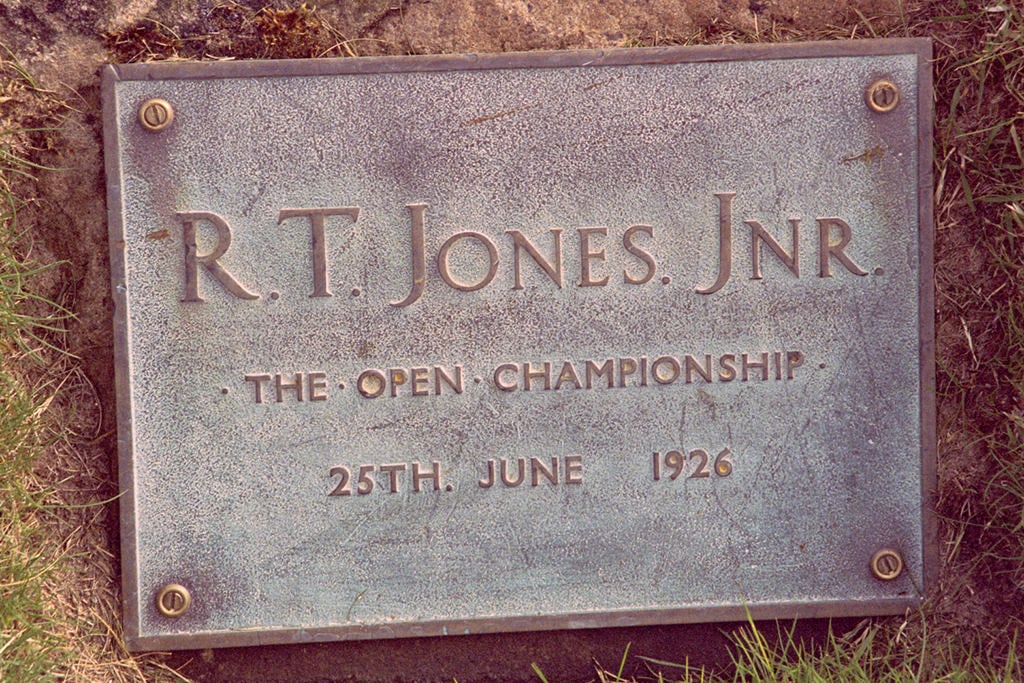 R. T. JONES. JNR.
· THE · OPEN · CHAMPIONSHIP ·
25TH. JUNE 1926